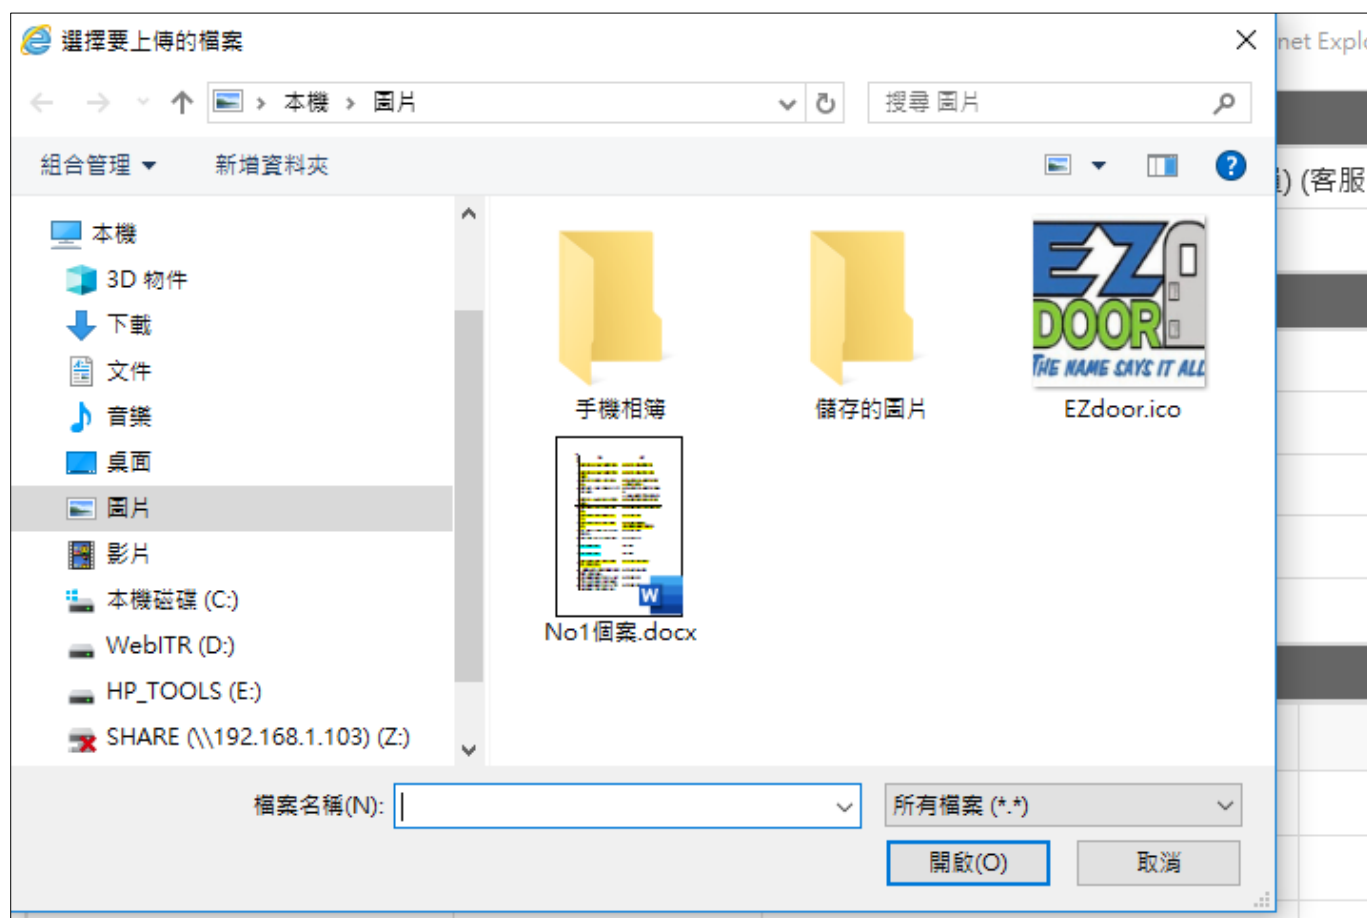 選擇要上傳的檔案
net Explo
本機 › 圖片
搜尋 圖片
組合管理
新增資料夾
) (客服
本機
3D 物件
下載
文件
音樂
桌面
圖片
影片
本機磁碟 (C:)
WebITR (D:)
HP_TOOLS (E:)
SHARE (\\192.168.1.103) (Z:)
EZ
DOOR
THE NAME SAYS IT ALL
手機相簿
儲存的圖片
EZdoor.ico
W
No1個案.docx
檔案名稱(N):
所有檔案 (*.*)
開啟(O)
取消